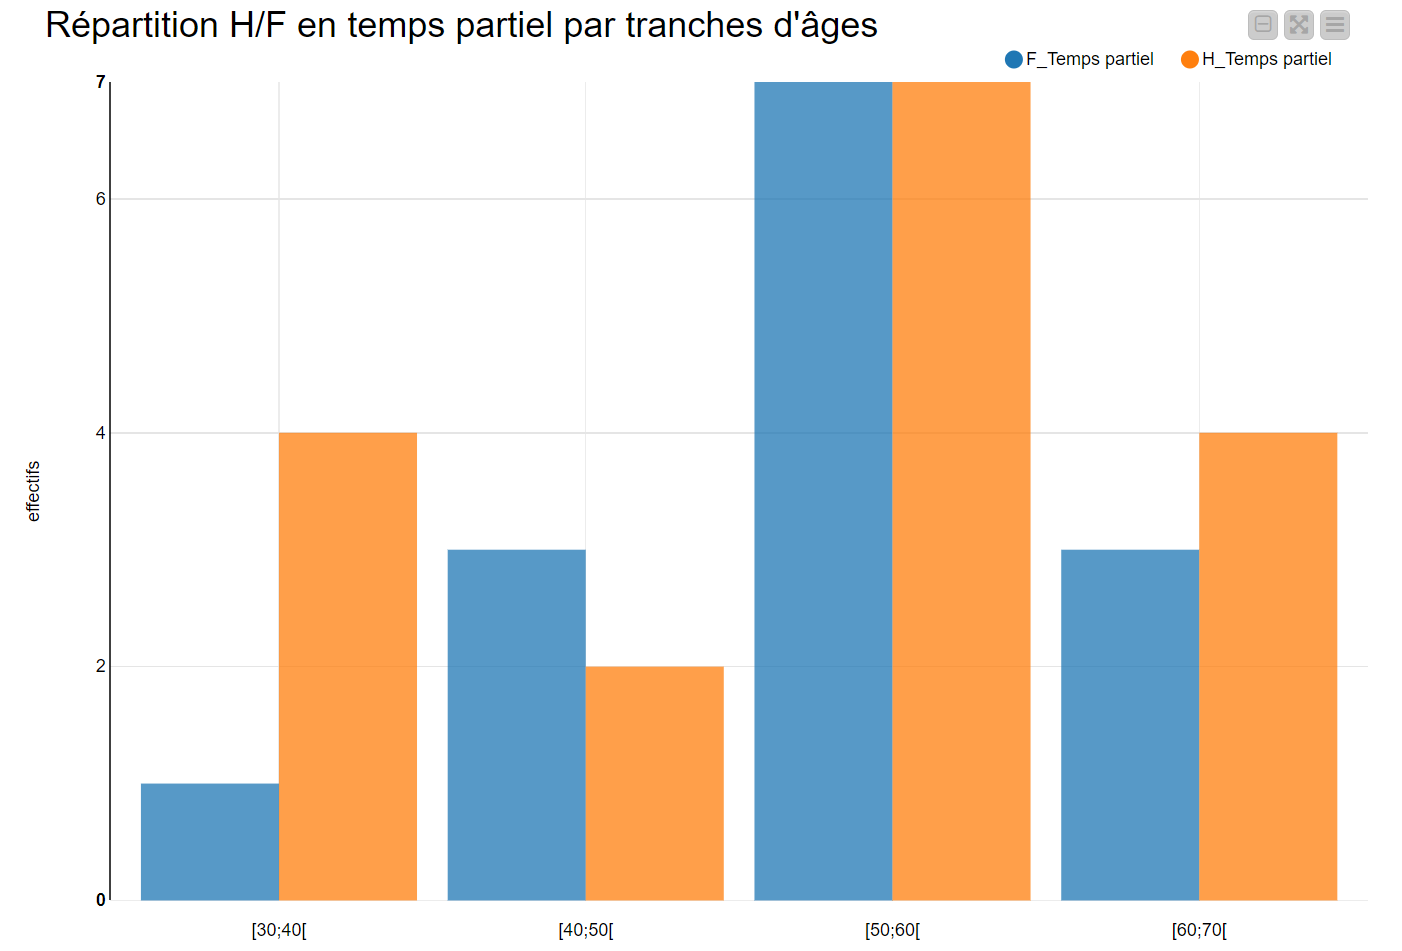 Répartition H/F en temps partiel par tranches d'âges
F_Temps partiel
H_Temps partiel
7
6
4
2
0
effectifs
[30;40[
[40;50[
[50;60[
[60;70[